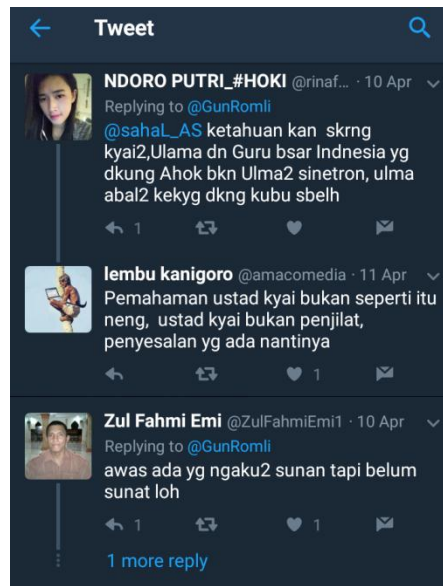 Tweet
NDORO PUTRI_#HOKI @rinaf... · 10 Apr
Replying to @GunRomli
@sahaL_AS ketahuan kan skrng
kyai2,Ulama dn Guru bsar Indnesia yg
dkung Ahok bkn Ulma2 sinetron, ulma
abal2 kekyg dkng kubu sbelh
1
lembu kanigoro @amacomedia · 11 Apr
Pemahaman ustad kyai bukan seperti itu
neng, ustad kyai bukan penjilat,
penyesalan yg ada nantinya
1
Zul Fahmi Emi @ZulFahmiEmi1 · 10 Apr
Replying to @GunRomli
awas ada yg ngaku2 sunan tapi belum
sunat loh
1 1
1 more reply